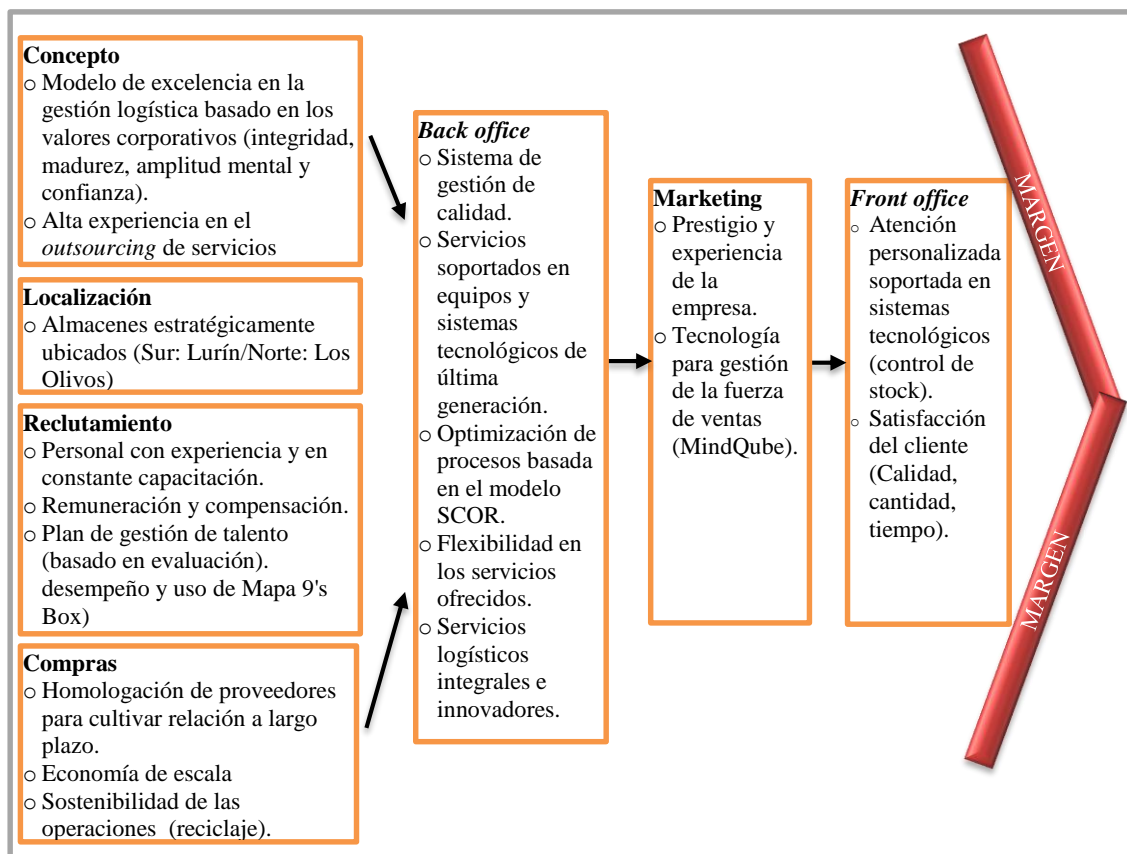 Concepto
o Modelo de excelencia en la
gestión logística basado en los
valores corporativos (integridad,
madurez, amplitud mental y
confianza).
o Alta experiencia en el
outsourcing de servicios
Localización
o Almacenes estratégicamente
ubicados (Sur: Lurín/Norte: Los
Olivos)
Reclutamiento
o Personal con experiencia y en
constante capacitación.
o Remuneración y compensación.
o Plan de gestión de talento
(basado en evaluación).
desempeño y uso de Mapa 9's
Box)
Compras
o Homologación de proveedores
para cultivar relación a largo
plazo.
o Economía de escala
o Sostenibilidad de las
operaciones (reciclaje).
Back office
o Sistema de
gestión de
calidad.
o Servicios
soportados en
equipos y
sistemas
tecnológicos de
última
generación.
o Optimización de
procesos basada
en el modelo
SCOR.
o Flexibilidad en
los servicios
ofrecidos.
o Servicios
logísticos
integrales e
innovadores.
Marketing
o Prestigio y
experiencia
de la
empresa.
o Tecnología
para gestión
de la fuerza
de ventas
(MindQube).
Front office
o Atención
personalizada
soportada en
sistemas
tecnológicos
(control de
stock).
o Satisfacción
del cliente
(Calidad,
cantidad,
tiempo).
MARGEN
MARGEN